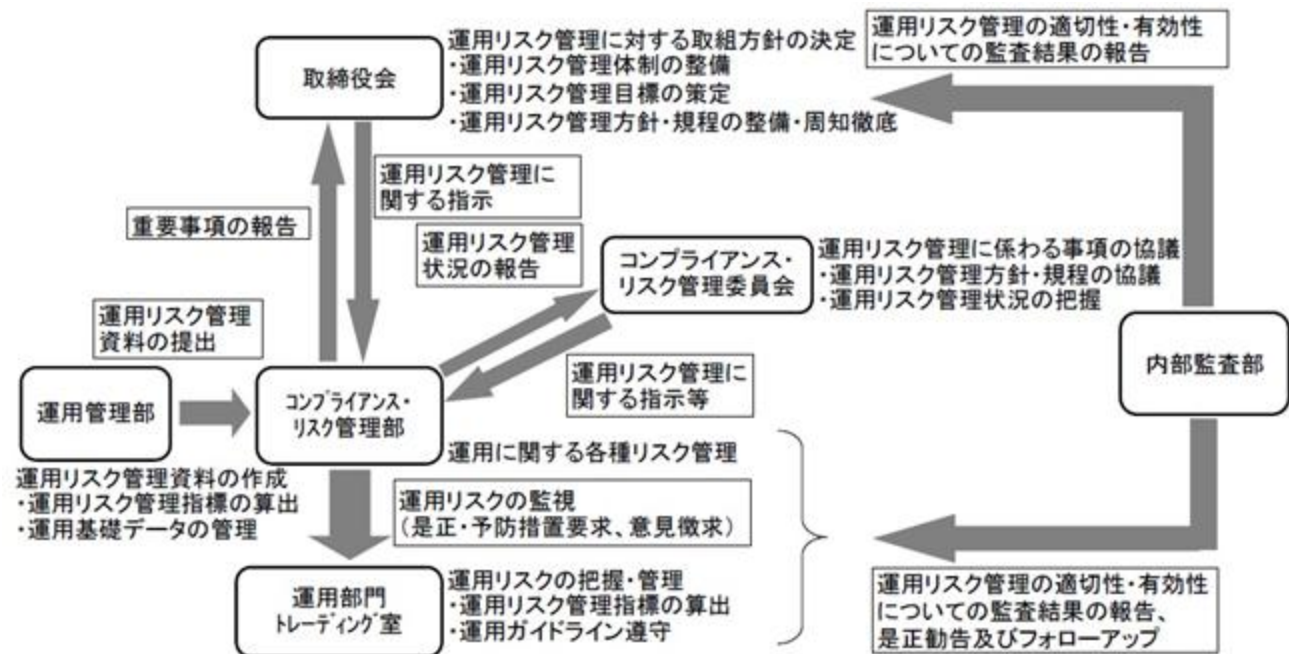 取締役会
運用リスク管理に対する取組方針の決定
・運用リスク管理体制の整備
・運用リスク管理目標の策定
・運用リスク管理方針・規程の整備・周知徹底
運用リスク管理の適切性・有効性
についての監査結果の報告
重要事項の報告
運用リスク管理に
関する指示
運用リスク管理
状況の報告
コンプライアンス・
リスク管理委員会
運用リスク管理に係わる事項の協議
・運用リスク管理方針・規程の協議
・運用リスク管理状況の把握
運用リスク管理
資料の提出
運用管理部
コンプライアンス・
リスク管理部
運用リスク管理に
関する指示等
内部監査部
運用に関する各種リスク管理
運用リスク管理資料の作成
・運用リスク管理指標の算出
・運用基礎データの管理
運用リスクの監視
(是正・予防措置要求、意見徴求)
運用部門
トレーディング室
運用リスクの把握・管理
・運用リスク管理指標の算出
・運用ガイドライン遵守
運用リスク管理の適切性・有効性
についての監査結果の報告、
是正勧告及びフォローアップ